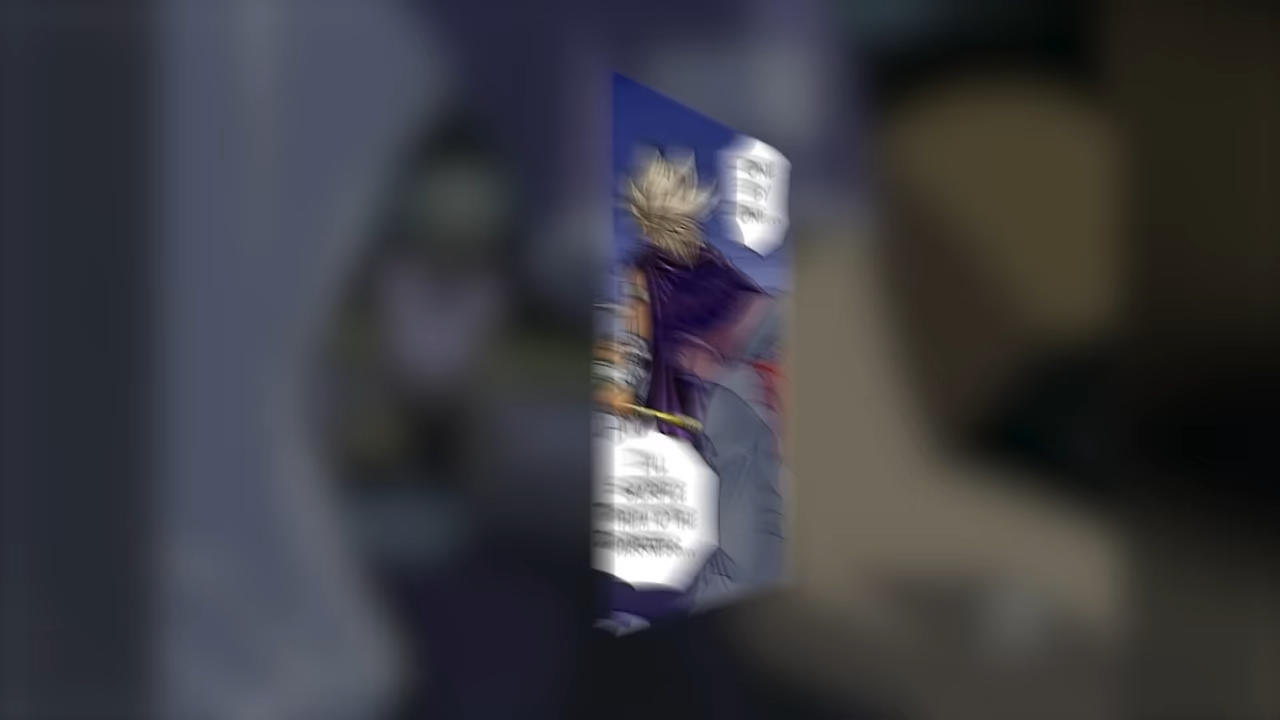 ONE
BY
ONE...
I'LL
SACRIFICE
THEM TO THE
DARKNESS...